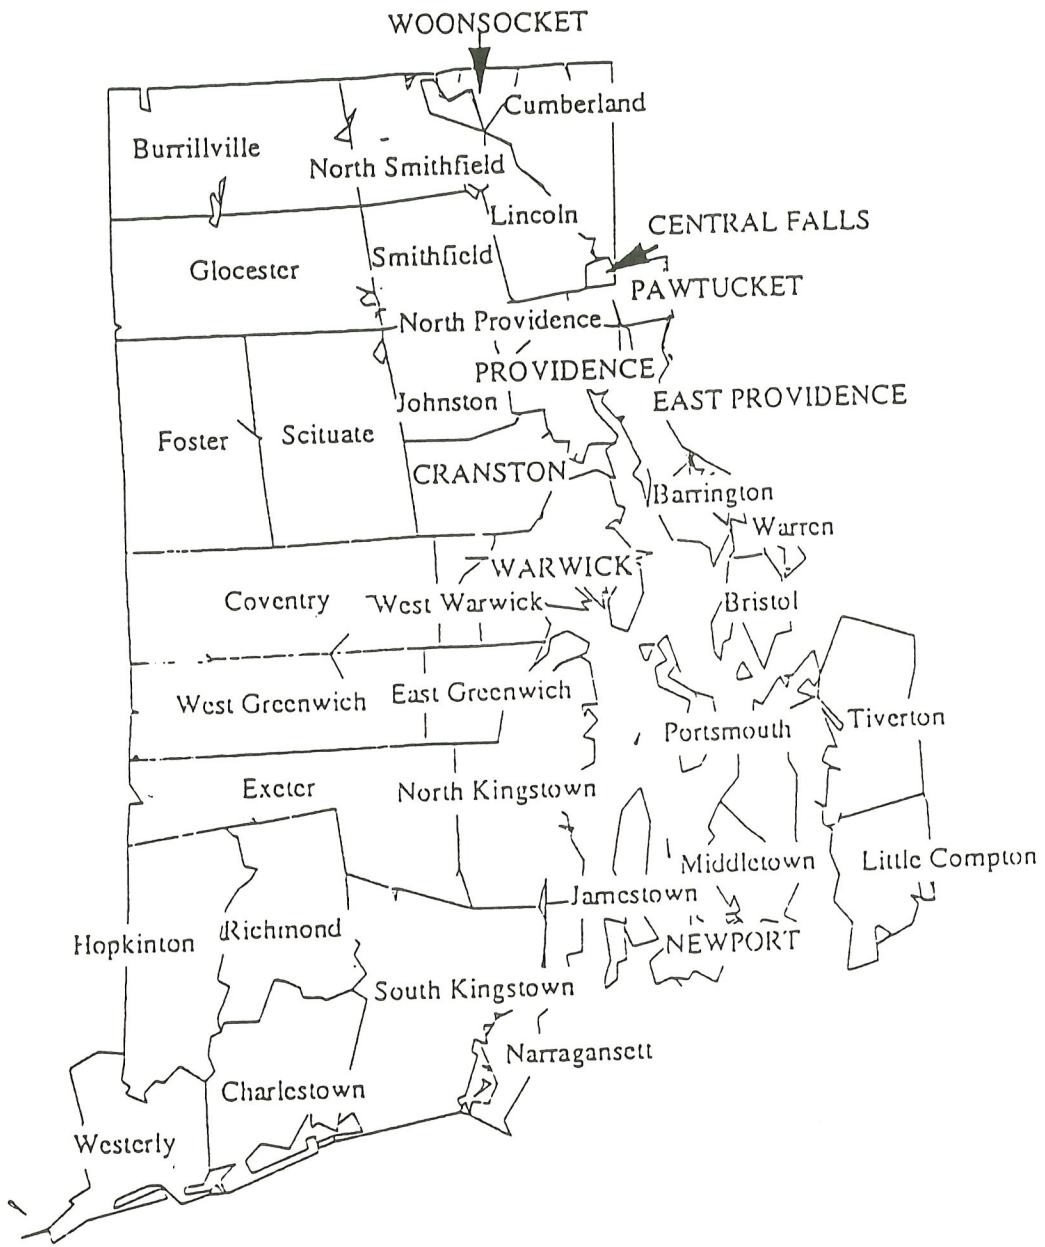 WOONSOCKET
Cumberland
Burrillville
North Smithfield
Lincoln
CENTRAL FALLS
Smithfield
Glocester
PAWTUCKET
North Providence
PROVIDENCE
EAST PROVIDENCE
Johnston
Foster
Scituate
CRANSTON
Barrington
Warren
WARWICK
Coventry
West Warwick
Bristol
West Greenwich
East Greenwich
Tiverton
Portsmouth
Exeter
North Kingstown
Middletown
Little Compton
Jamestown
Hopkinton
Richmond
NEWPORT
South Kingstown
Narragansett
Charlestown
Westerly